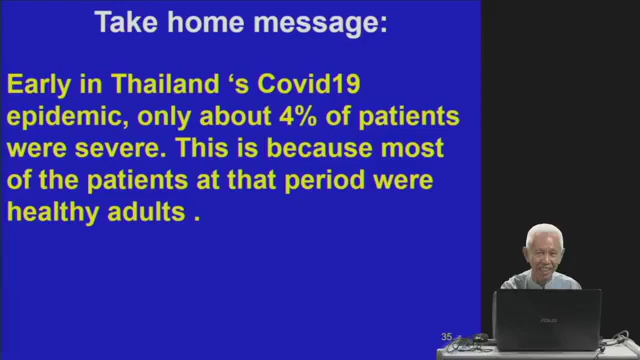 Take home message:
Early in Thailand ‘s Covid19
epidemic, only about 4% of patients
were severe. This is because most
of the patients at that period were
healthy adults .
35
ASUS